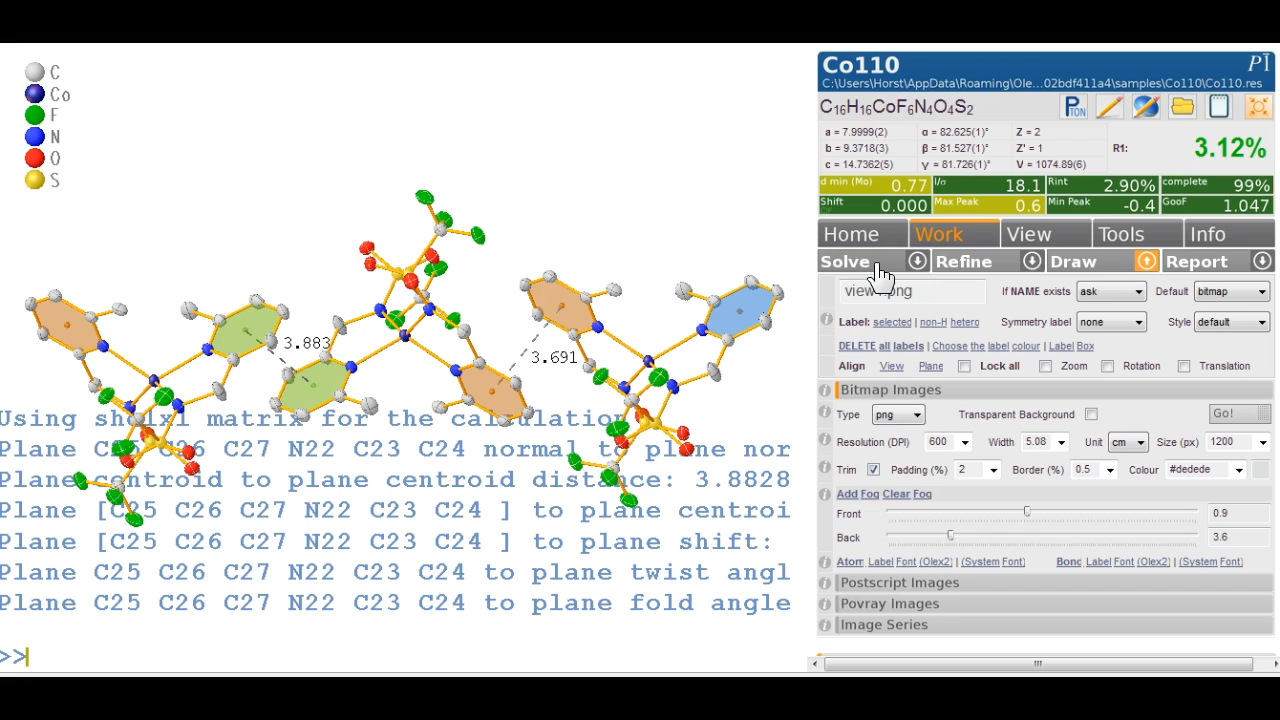 C
Co
F
N
O
S
3.883
3.691
Using shelxl matrix for the calculation
Plane C25 C26 C27 N22 C23 C24 normal to plane nor
Plane centroid to plane centroid distance: 3.8828
Plane [C25 C26 C27 N22 C23 C24 ] to plane centroi
Plane [C25 C26 C27 N22 C23 C24 ] to plane shift:
Plane C25 C26 C27 N22 C23 C24 to plane twist angl
Plane C25 C26 C27 N22 C23 C24 to plane fold angle
>>
Co110
C:\Users\Horst\AppData\Roaming\Ole...02bdf411a4\samples\Co110\Co110.res
C₁₆H₁₆CoF₆N₄O₄S₂
PTON
a = 7.9999(2) α = 82.625(1)° Z = 2
b = 9.3718(3) β = 81.527(1)° Z' = 1 R1: 3.12%
c = 14.7362(5) γ = 81.726(1)° V = 1074.89(6)
d min (Mo) 0.77 I/σ 18.1 Rint 2.90% complete 99%
Shift 0.000 Max Peak 0.6 Min Peak -0.4 GooF 1.047
Home Work View Tools Info
Solve Refine Draw Report
If NAME exists ask Default bitmap
Label: selected | non-H hetero Symmetry label none Style default
DELETE all labels | Choose the label colour | Label Box
Align View Plane Lock all Zoom Rotation Translation
Bitmap Images
Type png Transparent Background Go!
Resolution (DPI) 600 Width 5.08 Unit cm Size (px) 1200
Trim Padding (%) 2 Border(%) 0.5 Colour #dedede
Add Fog Clear Fog
Front 0.9
Back 3.6
Label Font (Olex2) | (System Font) Label Font (Olex2) | (System Font)
Postscript Images
Povray Images
Image Series